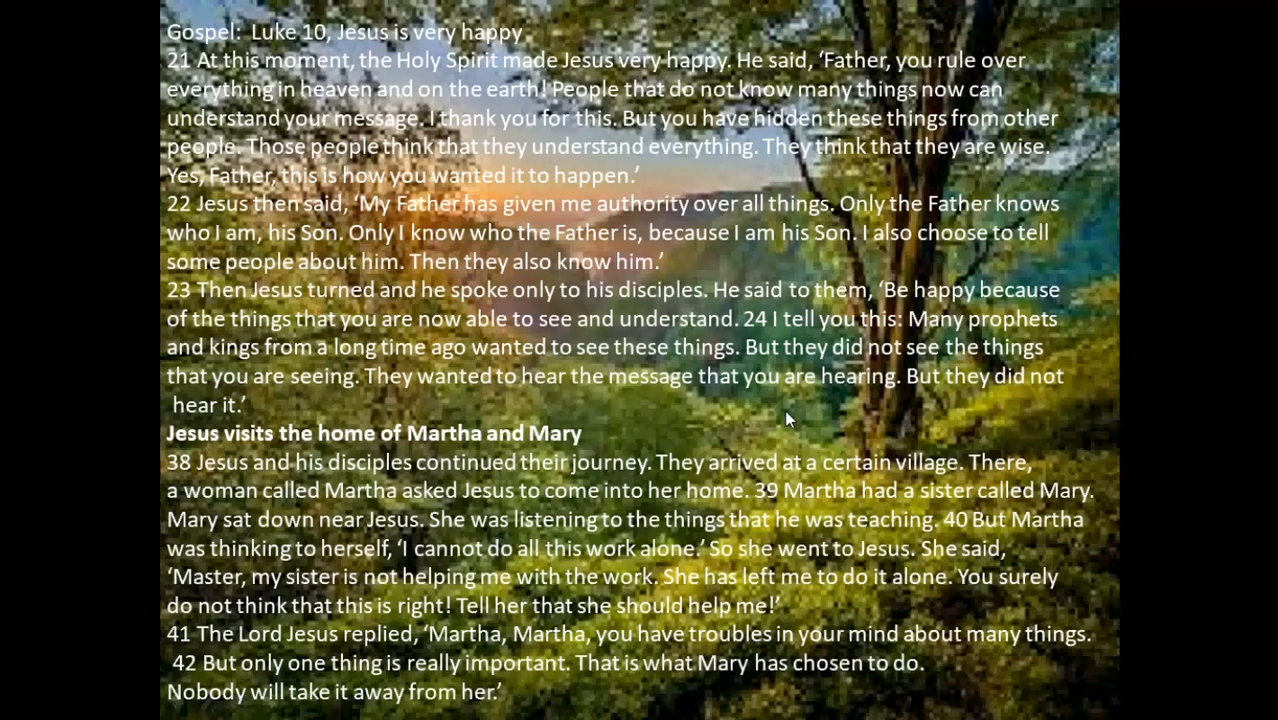 Gospel:  Luke 10, Jesus is very happy
21 At this moment, the Holy Spirit made Jesus very happy. He said, ‘Father, you rule over
everything in heaven and on the earth! People that do not know many things now can
understand your message. I thank you for this. But you have hidden these things from other
people. Those people think that they understand everything. They think that they are wise.
Yes, Father, this is how you wanted it to happen.’
22 Jesus then said, ‘My Father has given me authority over all things. Only the Father knows
who I am, his Son. Only I know who the Father is, because I am his Son. I also choose to tell
some people about him. Then they also know him.’
23 Then Jesus turned and he spoke only to his disciples. He said to them, ‘Be happy because
of the things that you are now able to see and understand. 24 I tell you this: Many prophets
and kings from a long time ago wanted to see these things. But they did not see the things
that you are seeing. They wanted to hear the message that you are hearing. But they did not
hear it.’
Jesus visits the home of Martha and Mary
38 Jesus and his disciples continued their journey. They arrived at a certain village. There,
a woman called Martha asked Jesus to come into her home. 39 Martha had a sister called Mary.
Mary sat down near Jesus. She was listening to the things that he was teaching. 40 But Martha
was thinking to herself, ‘I cannot do all this work alone.’ So she went to Jesus. She said,
‘Master, my sister is not helping me with the work. She has left me to do it alone. You surely
do not think that this is right! Tell her that she should help me!’
41 The Lord Jesus replied, ‘Martha, Martha, you have troubles in your mind about many things.
42 But only one thing is really important. That is what Mary has chosen to do.
Nobody will take it away from her.’